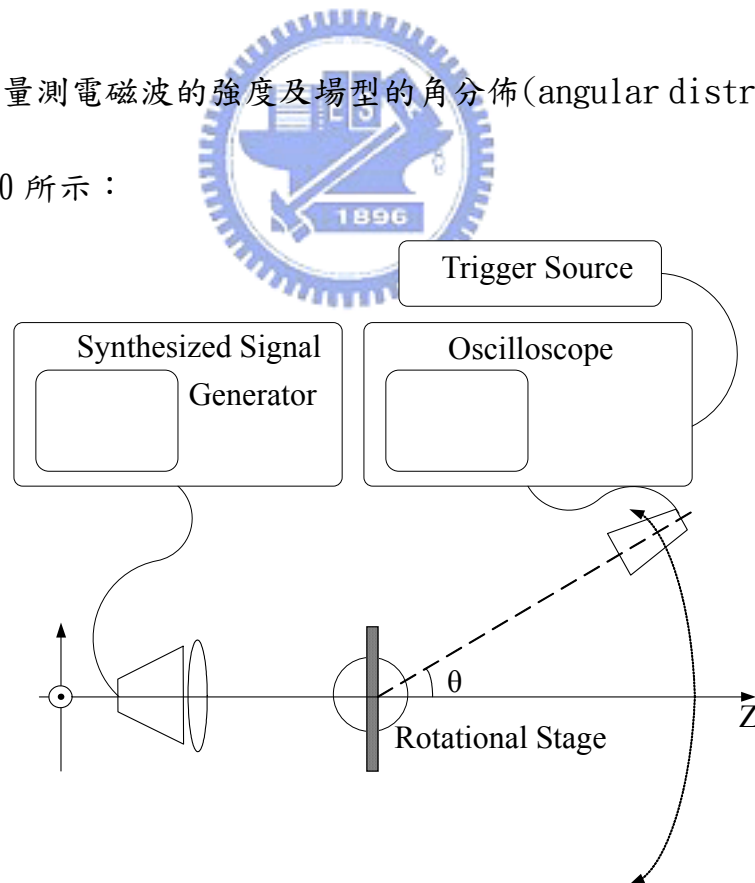 量測電磁波的強度及場型的角分佈(angular distr
0 所示：
1896
Trigger Source
Synthesized Signal
Generator
Oscilloscope
θ
Z
Rotational Stage